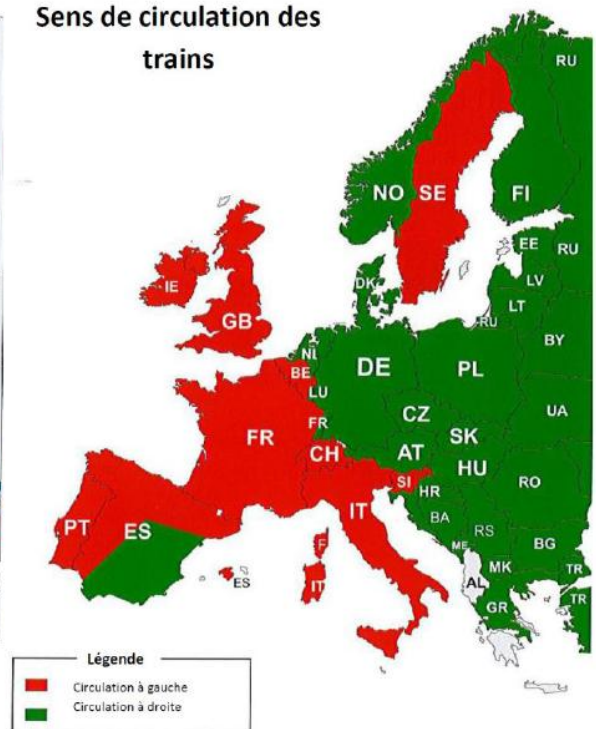 Sens de circulation des
trains
RU
NO SE FI
EE RU
IE
DK
LV
LT
RU
GB
BY
NL
DE
PL
BE
LU
CZ
UA
FR
FR
SK
CH
AT
HU
SI
RO
HR
IT
PT
ES
BA
RS
ME
BG
F
MK
TR
AL
ES
IT
TR
GR
Légende
Circulation à gauche
Circulation à droite